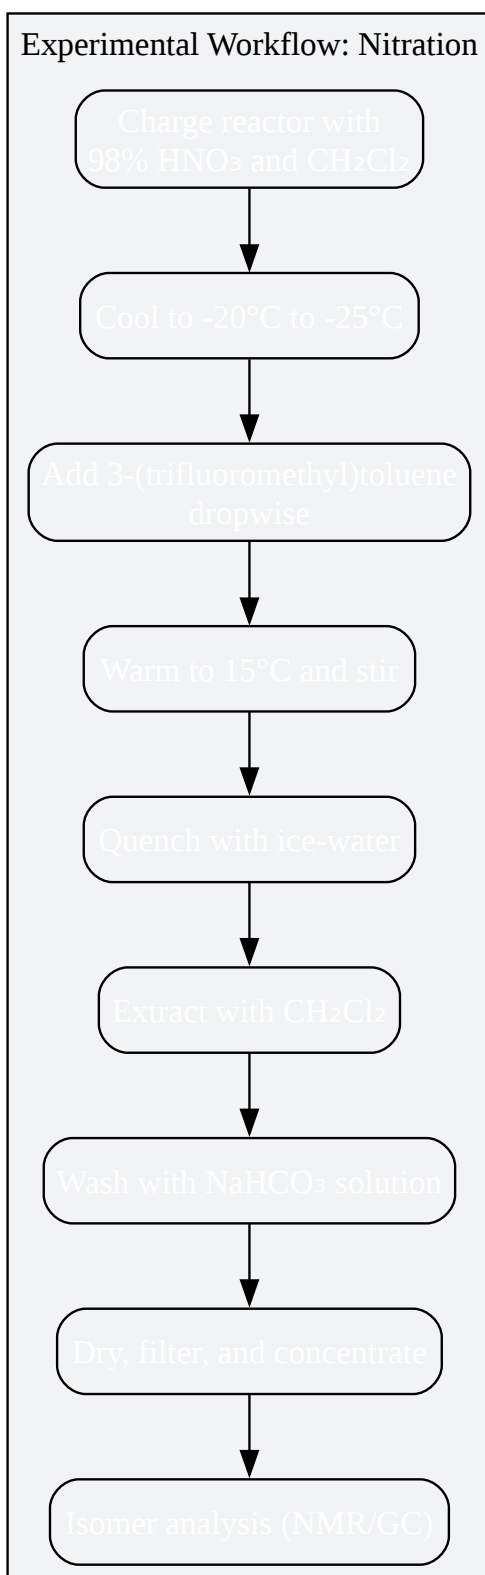 Experimental Workflow: Nitration
Charge reactor with
98% HNO₃ and CH₂Cl₂
Cool to -20°C to -25°C
Add 3-(trifluoromethyl)toluene
dropwise
Warm to 15°C and stir
Quench with ice-water
Extract with CH₂Cl₂
Wash with NaHCO₃ solution
Dry, filter, and concentrate
Isomer analysis (NMR/GC)